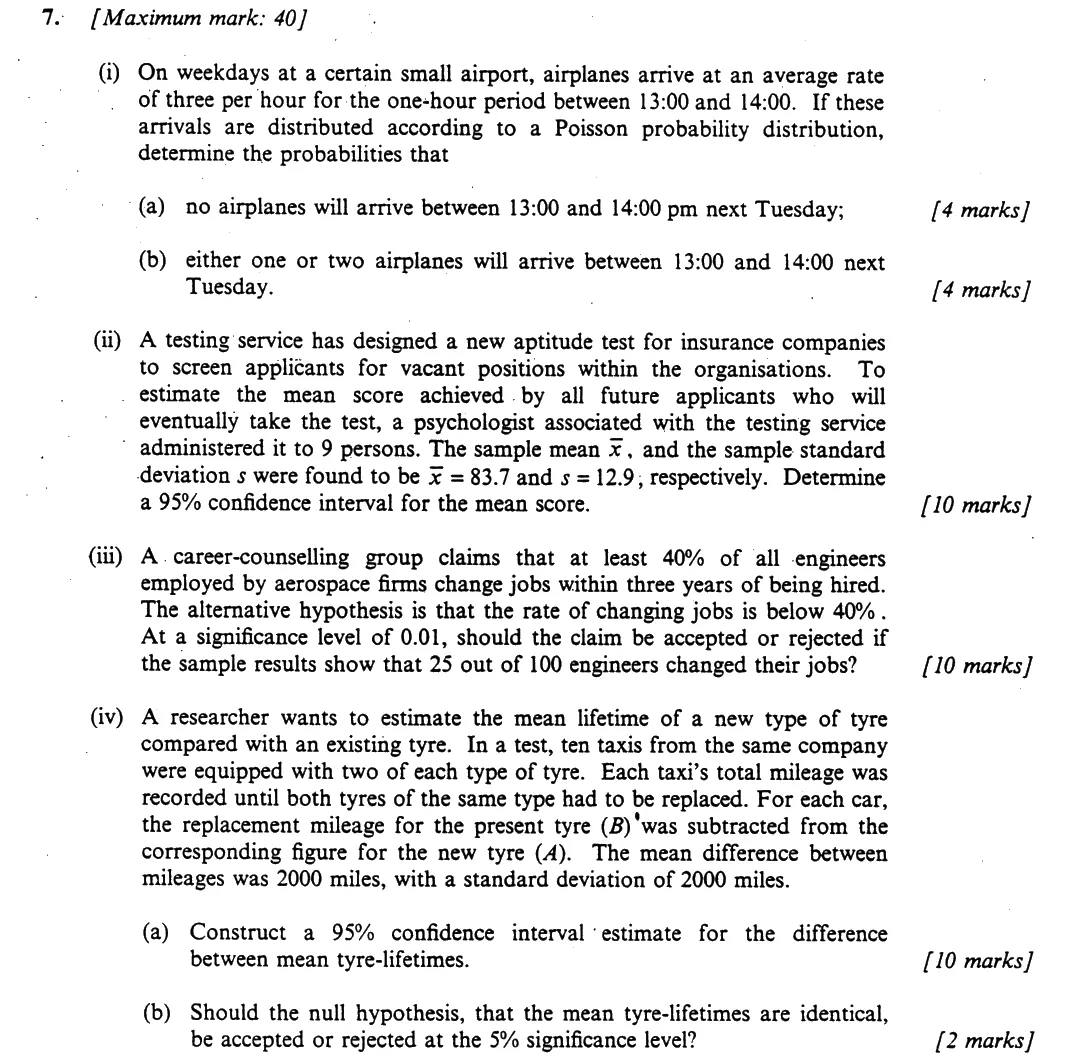 7. [Maximum mark: 40]
(i) On weekdays at a certain small airport, airplanes arrive at an average rate
of three per hour for the one-hour period between 13:00 and 14:00. If these
arrivals are distributed according to a Poisson probability distribution,
determine the probabilities that
(a) no airplanes will arrive between 13:00 and 14:00 pm next Tuesday; [4 marks]
(b) either one or two airplanes will arrive between 13:00 and 14:00 next
Tuesday. [4 marks]
(ii) A testing service has designed a new aptitude test for insurance companies
to screen applicants for vacant positions within the organisations. To
estimate the mean score achieved by all future applicants who will
eventually take the test, a psychologist associated with the testing service
administered it to 9 persons. The sample mean x̄, and the sample standard
deviation s were found to be x̄ = 83.7 and s = 12.9, respectively. Determine
a 95% confidence interval for the mean score. [10 marks]
(iii) A career-counselling group claims that at least 40% of all engineers
employed by aerospace firms change jobs within three years of being hired.
The alternative hypothesis is that the rate of changing jobs is below 40%.
At a significance level of 0.01, should the claim be accepted or rejected if
the sample results show that 25 out of 100 engineers changed their jobs? [10 marks]
(iv) A researcher wants to estimate the mean lifetime of a new type of tyre
compared with an existing tyre. In a test, ten taxis from the same company
were equipped with two of each type of tyre. Each taxi's total mileage was
recorded until both tyres of the same type had to be replaced. For each car,
the replacement mileage for the present tyre (B) was subtracted from the
corresponding figure for the new tyre (A). The mean difference between
mileages was 2000 miles, with a standard deviation of 2000 miles.
(a) Construct a 95% confidence interval estimate for the difference
between mean tyre-lifetimes. [10 marks]
(b) Should the null hypothesis, that the mean tyre-lifetimes are identical,
be accepted or rejected at the 5% significance level? [2 marks]